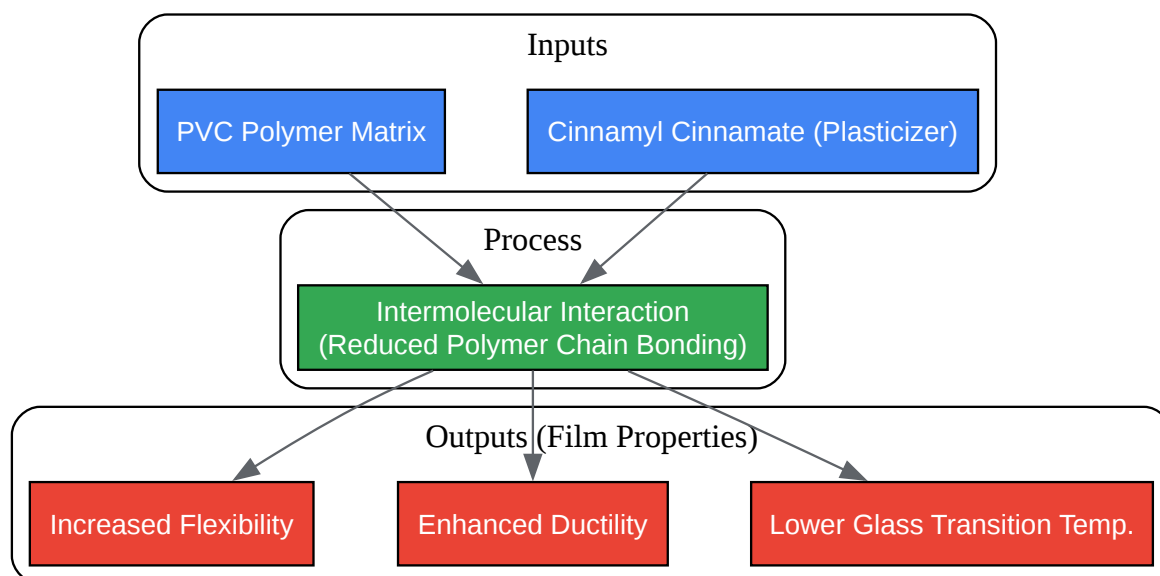 Inputs
PVC Polymer Matrix
Cinnamyl Cinnamate (Plasticizer)
Process
Intermolecular Interaction
(Reduced Polymer Chain Bonding)
Outputs (Film Properties)
Increased Flexibility
Enhanced Ductility
Lower Glass Transition Temp.